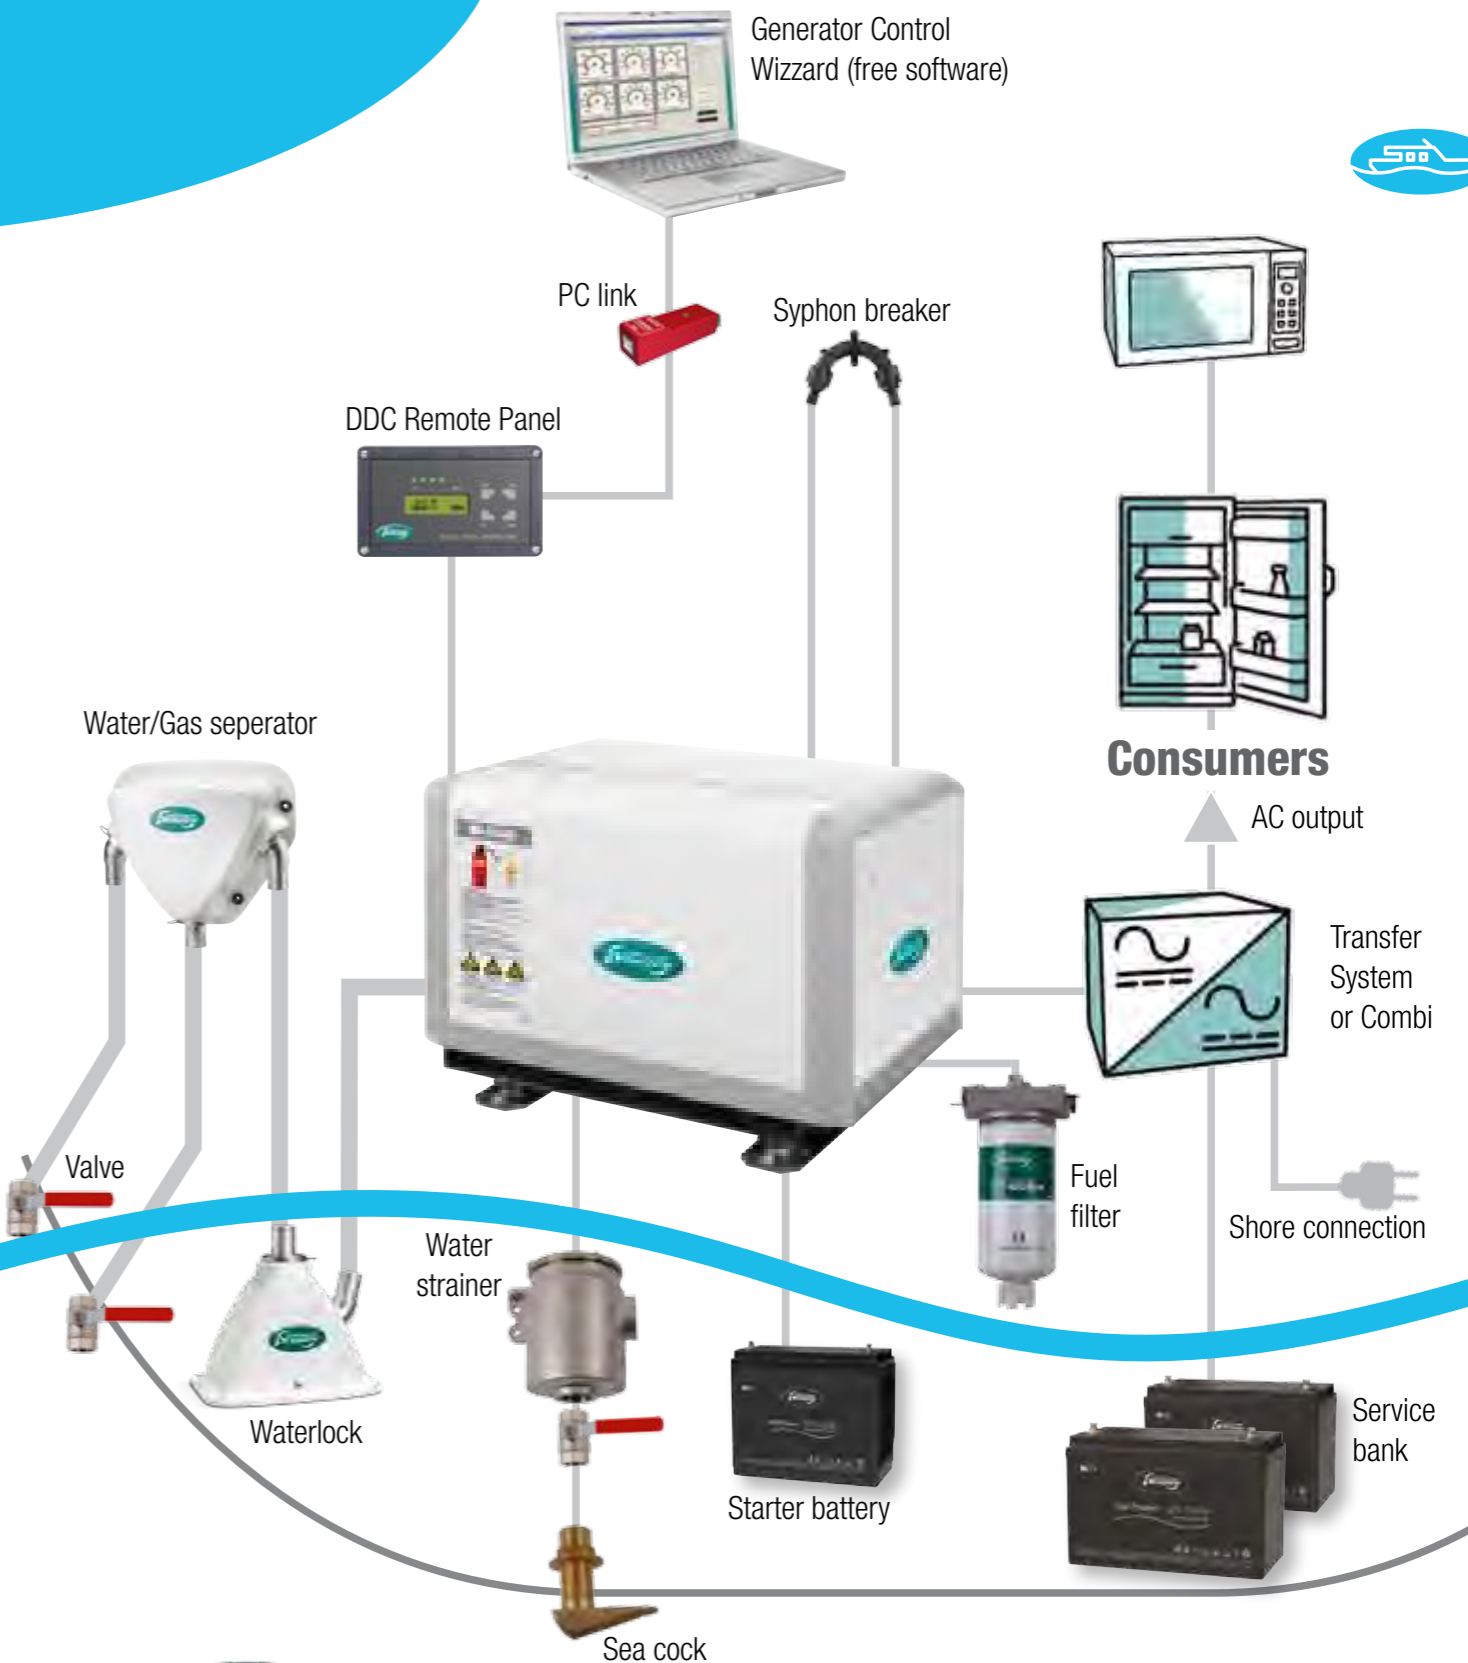 Generator Control
Wizzard (free software)
PC link
Syphon breaker
DDC Remote Panel
Water/Gas seperator
Consumers
AC output
Transfer
System
or Combi
Valve
Fuel
filter
Shore connection
Water
strainer
Waterlock
Service
bank
Starter battery
Sea cock